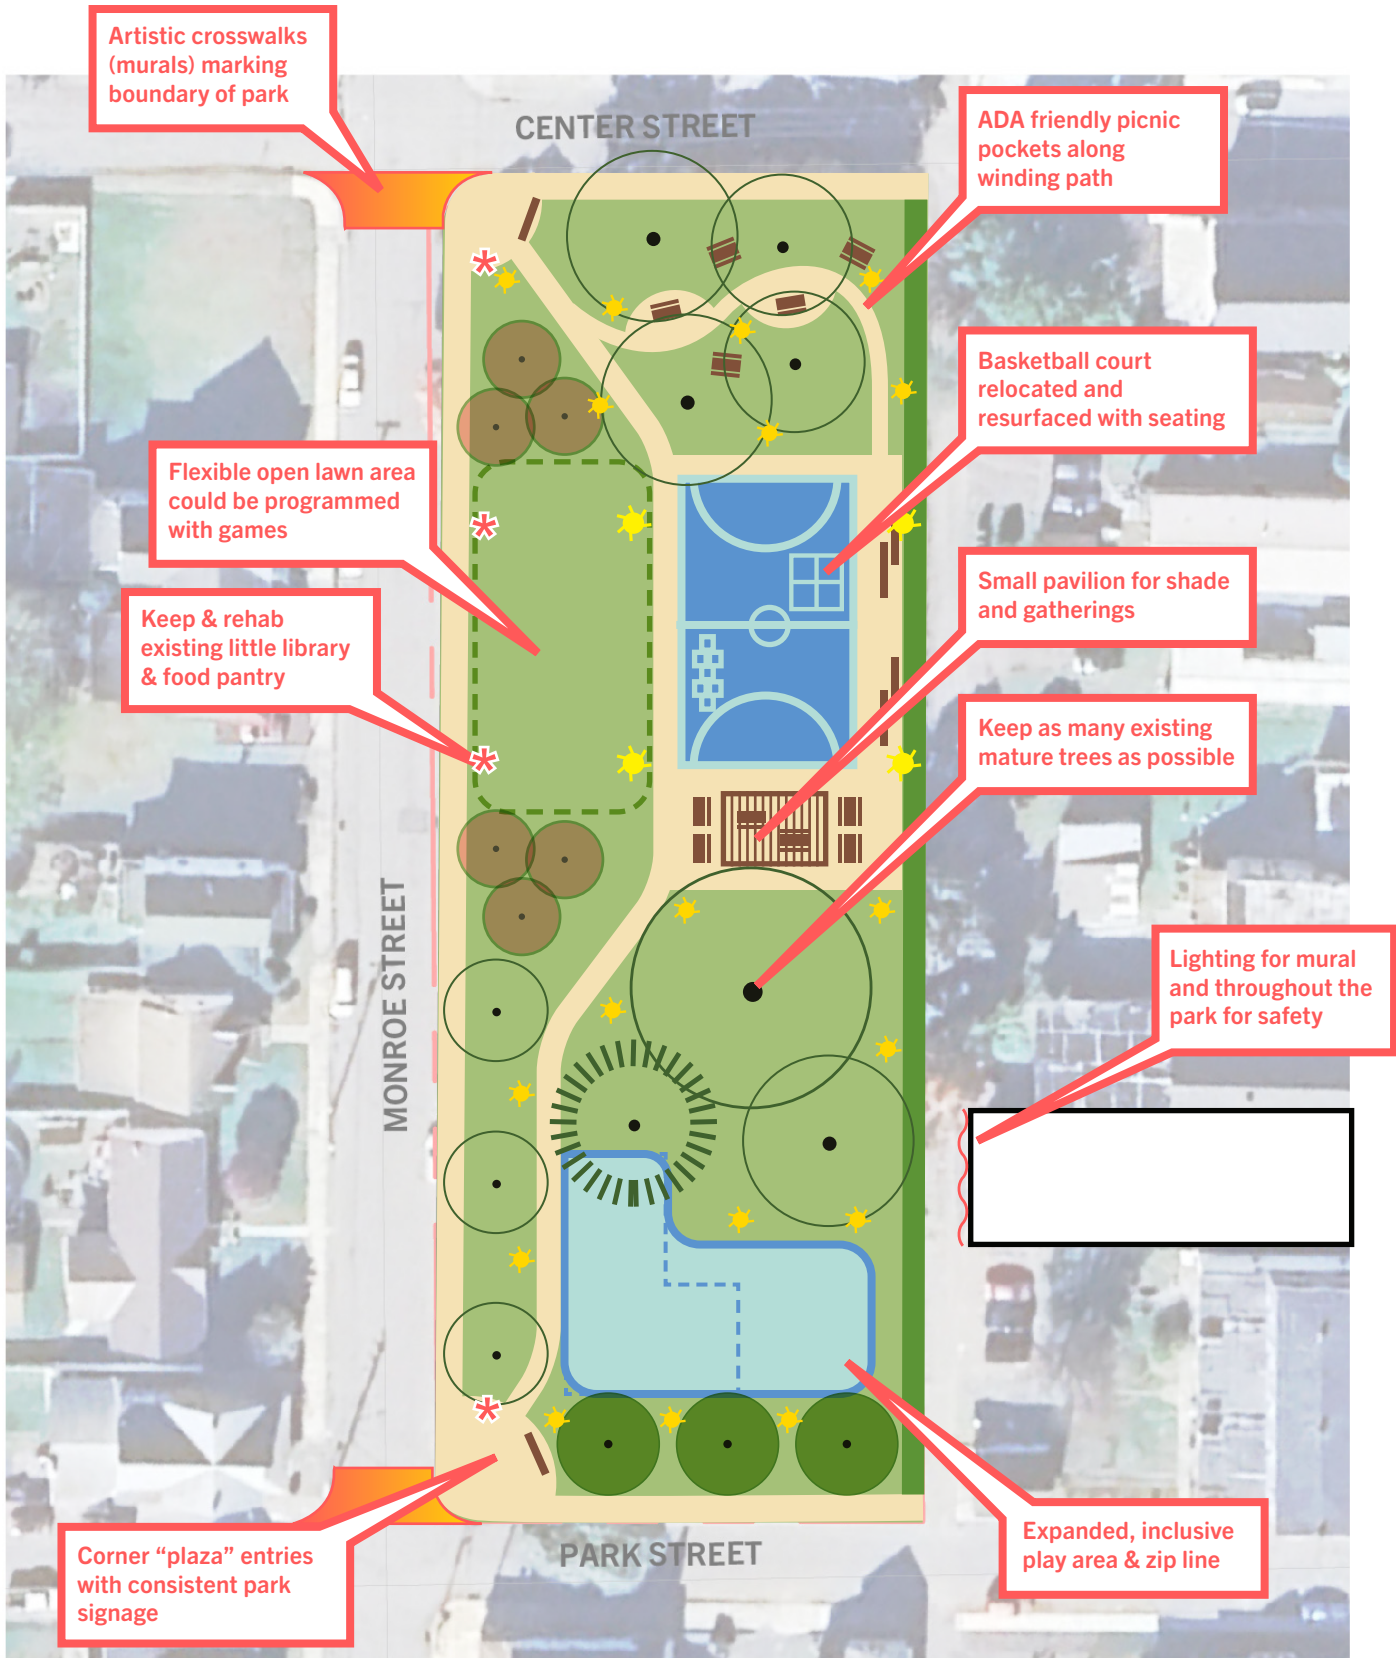 Artistic crosswalks
(murals) marking
boundary of park
CENTER STREET
ADA friendly picnic
pockets along
winding path
Basketball court
relocated and
resurfaced with seating
Flexible open lawn area
could be programmed
with games
Small pavilion for shade
and gatherings
Keep & rehab
existing little library
& food pantry
Keep as many existing
mature trees as possible
MONROE STREET
Lighting for mural
and throughout the
park for safety
Expanded, inclusive
play area & zip line
PARK STREET
Corner “plaza” entries
with consistent park
signage